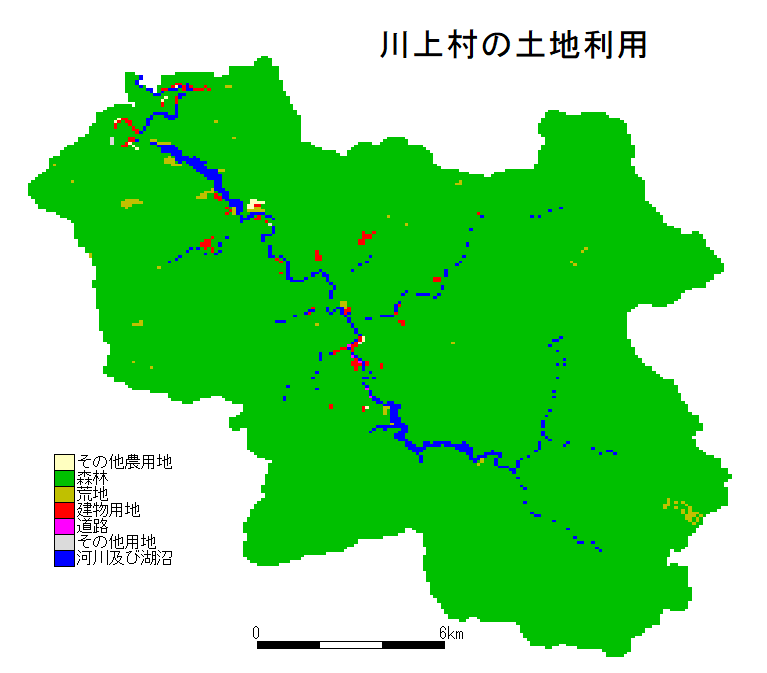 川上村の土地利用
その他農用地
森林
荒地
建物用地
道路
その他用地
河川及び湖沼
0 6km